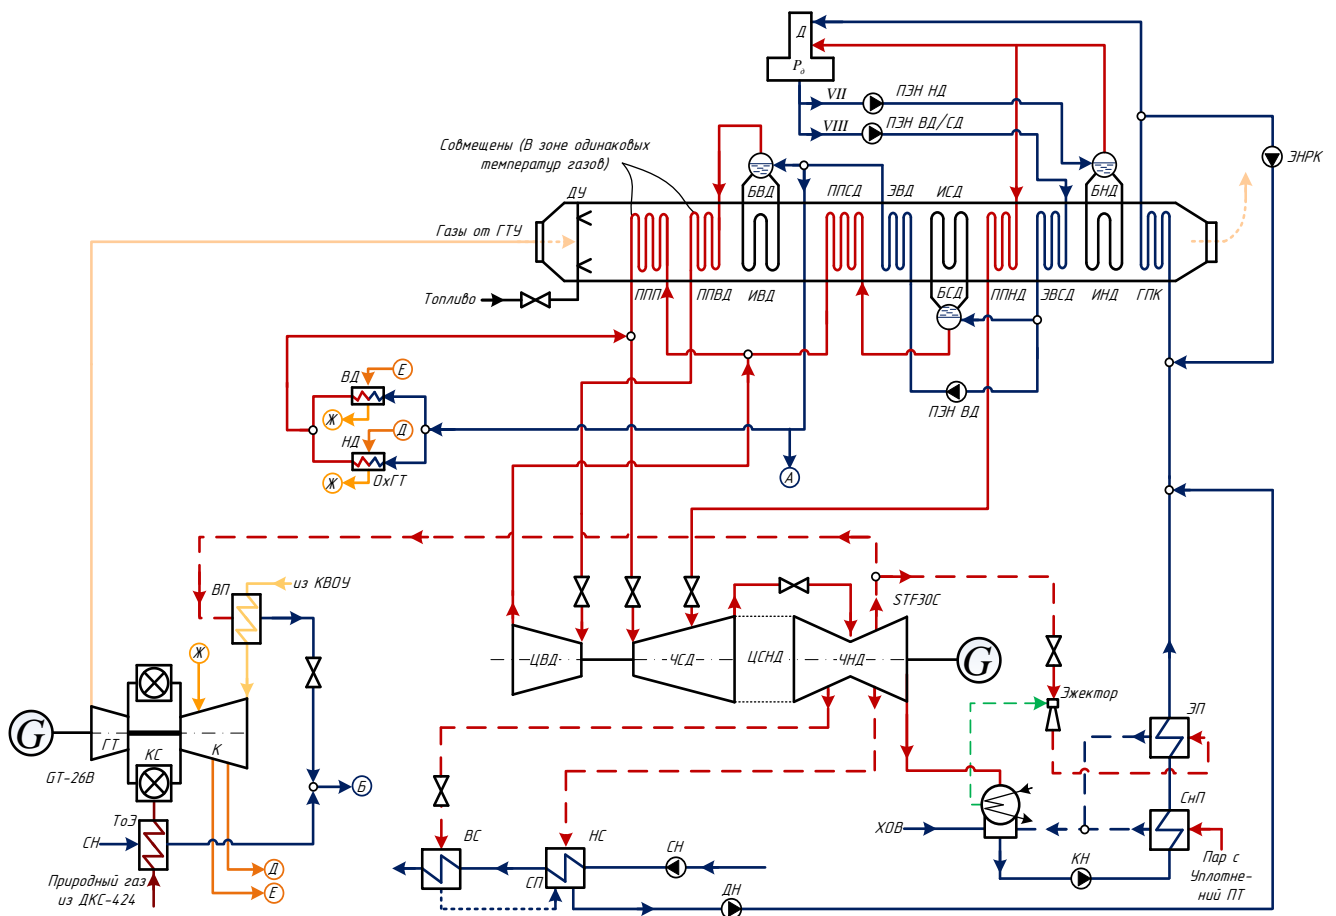 Д
P∂
VII
ПЭН НД
VIII
ПЭН ВД/СД
ЭНРК
Совмещены (В зоне одинаковых
температур газов)
ДУ
БВД
ППСД
ЭВД
ИСД
БНД
Газы от ГТУ
Топливо
ППП
ППВД
ИВД
БСД
ППНД
ЭВСД
ИНД
ГПК
ВД
Е
Ж
НД
Д
Ж
ОхГТ
ПЭН ВД
А
ВП
из КВОУ
STF30C
Ж
ЦВД
ЧСД
ЦСНД
ЧНД
G
Эжектор
ЭП
G
ГТ
КС
К
GT-26B
Б
ТоЭ
СН
Природный газ
из ДКС-424
Д
Е
ВС
НС
СП
СН
ДН
ХОВ
КН
СнП
Пар с
Уплотне-
ний ПТ